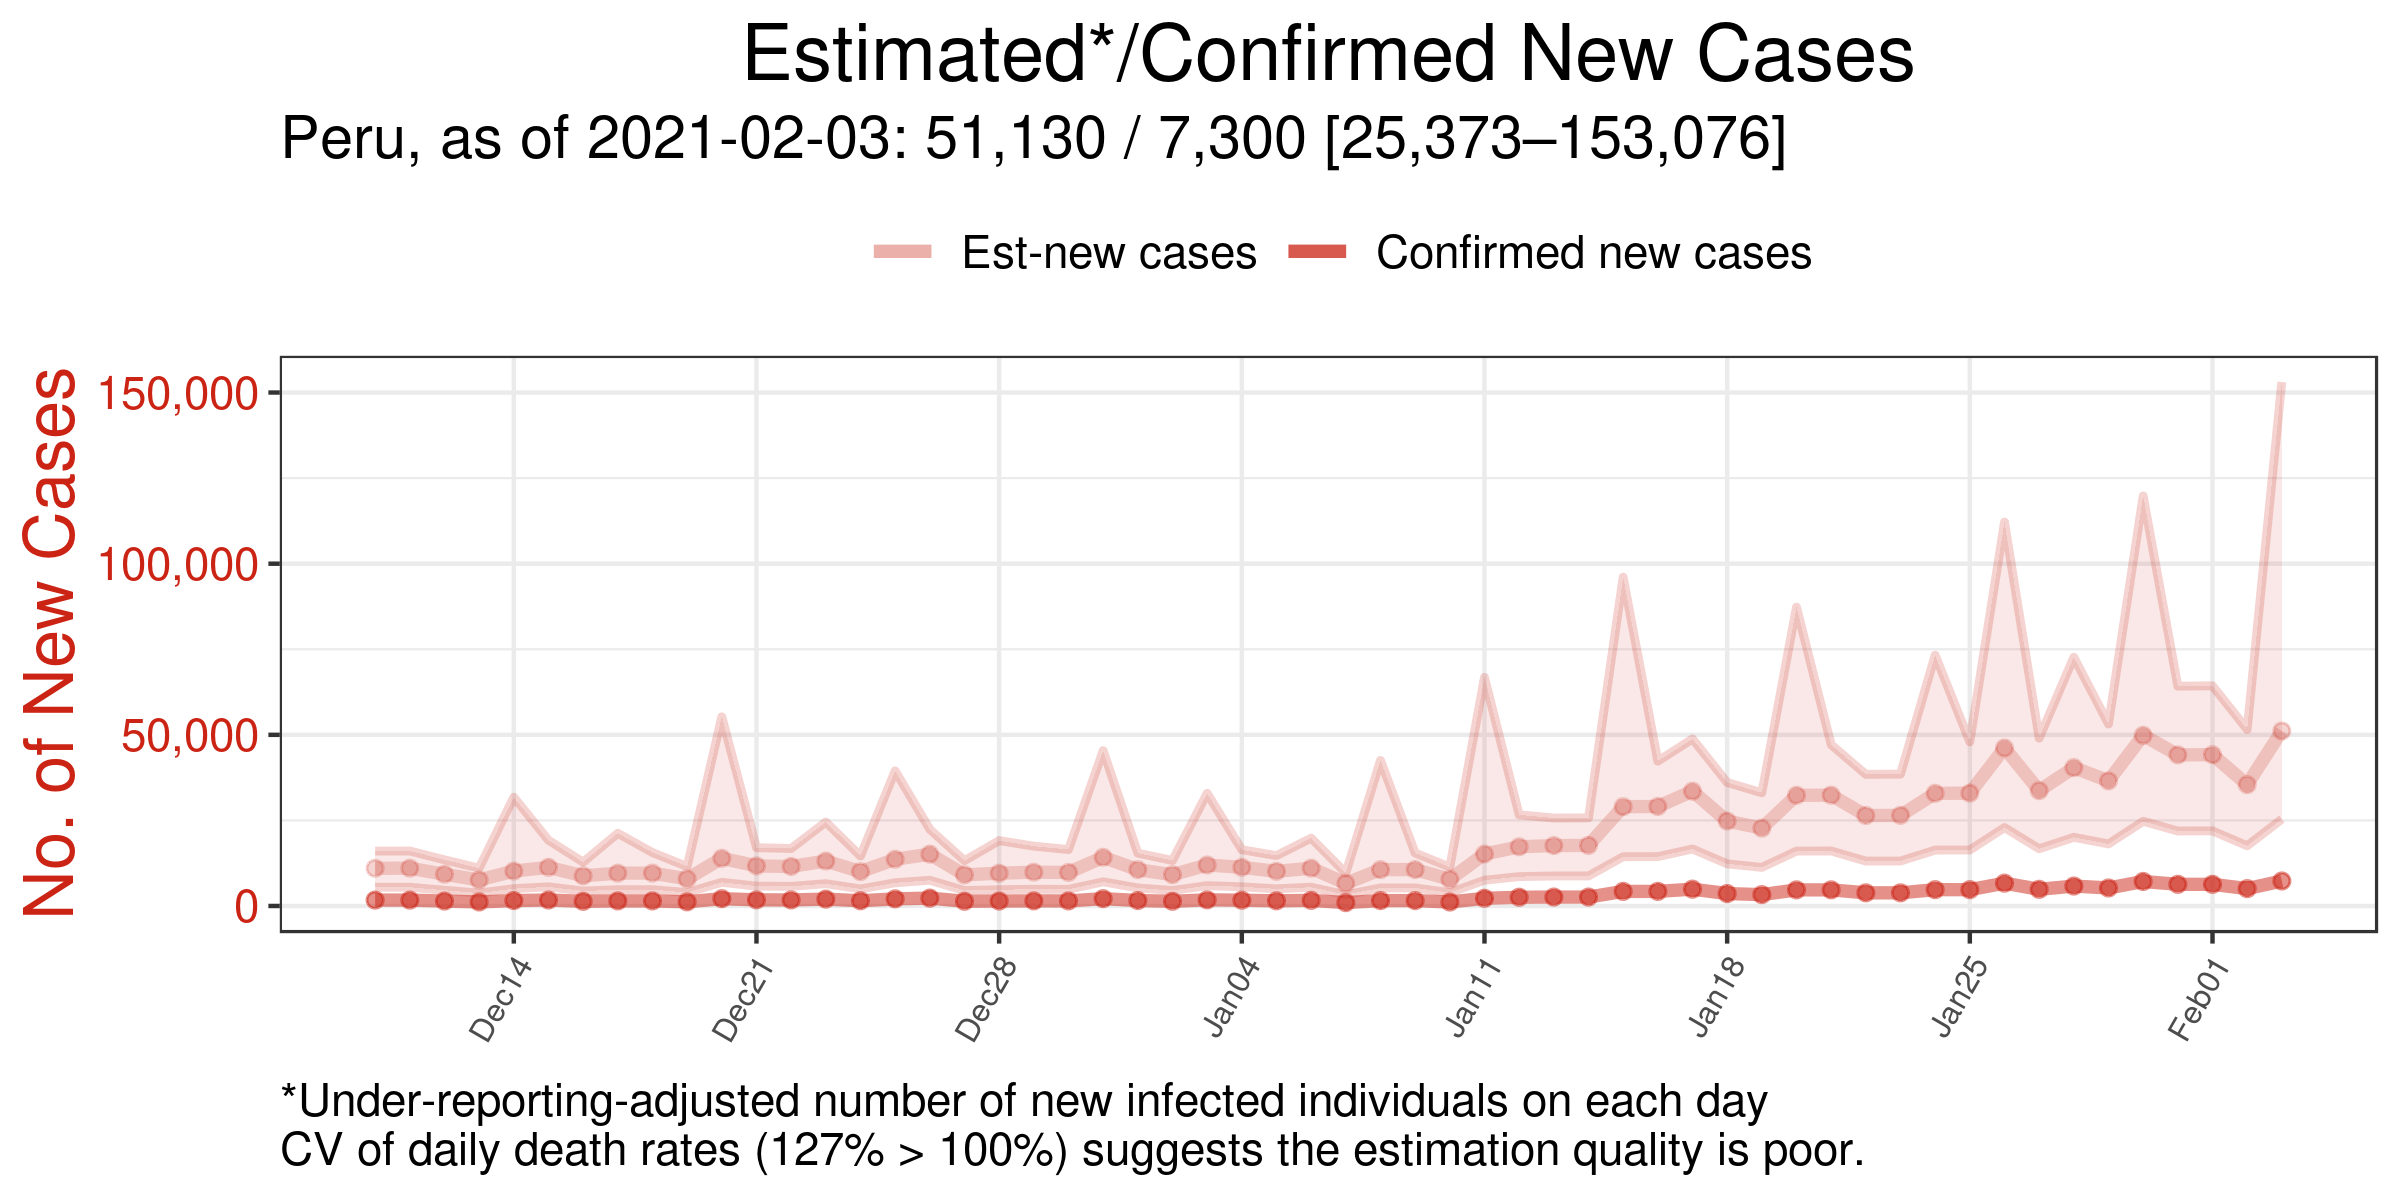 Estimated*/Confirmed New Cases
Peru, as of 2021-02-03: 51,130 / 7,300 [25,373–153,076]
Est-new cases
Confirmed new cases
No. of New Cases
150,000
100,000
50,000
0
Dec14
Dec21
Dec28
Jan04
Jan11
Jan18
Jan25
Feb01
*Under-reporting-adjusted number of new infected individuals on each day
CV of daily death rates (127% > 100%) suggests the estimation quality is poor.